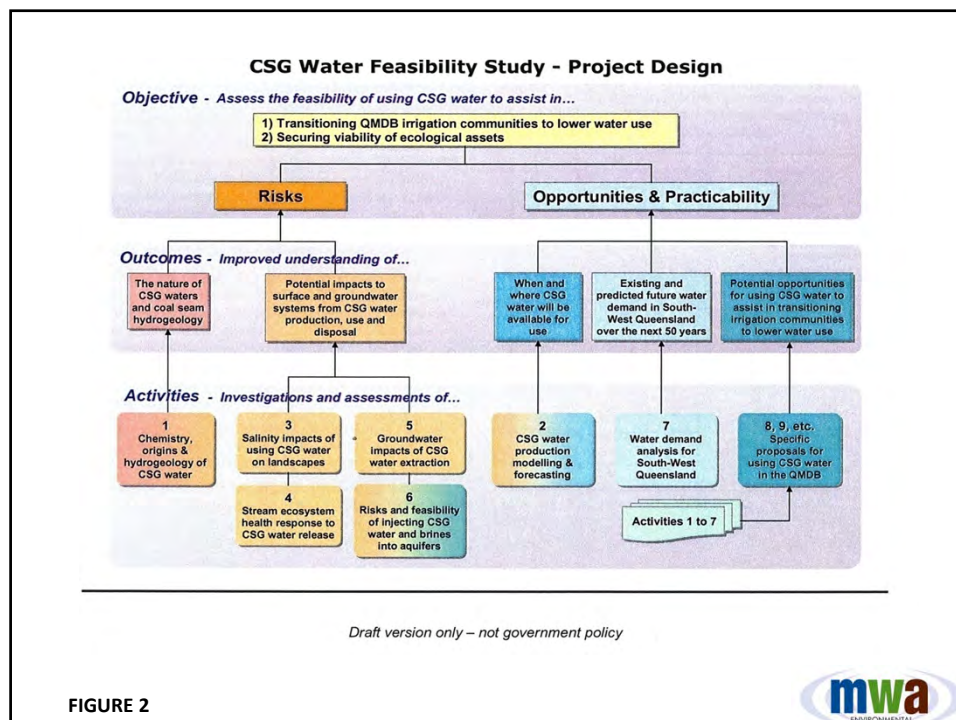 CSG Water Feasibility Study - Project Design
Objective - Assess the feasibility of using CSG water to assist in...
1) Transitioning QMDB irrigation communities to lower water use
2) Securing viability of ecological assets
Risks
Opportunities & Practicability
Outcomes - Improved understanding of...
The nature of
CSG waters
and coal seam
hydrogeology
Potential impacts to
surface and groundwater
systems from CSG water
production, use and
disposal
When and
where CSG
water will be
available for
use
Existing and
predicted future water
demand in South-
West Queensland
over the next 50 years
Potential opportunities
for using CSG water to
assist in transitioning
irrigation communities
to lower water use
Activities - Investigations and assessments of...
1
Chemistry,
origins &
hydrogeology of
CSG water
3
Salinity impacts of
using CSG water
on landscapes
4
Stream ecosystem
health response to
CSG water release
5
Groundwater
impacts of CSG
water extraction
6
Risks and feasibility
of injecting CSG
water and brines
into aquifers
2
CSG water
production
modelling &
forecasting
7
Water demand
analysis for
South-West
Queensland
8, 9, etc.
Specific
proposals for
using CSG water
in the QMDB
Activities 1 to 7
Draft version only – not government policy
FIGURE 2
mwa
ENVIRONMENTAL